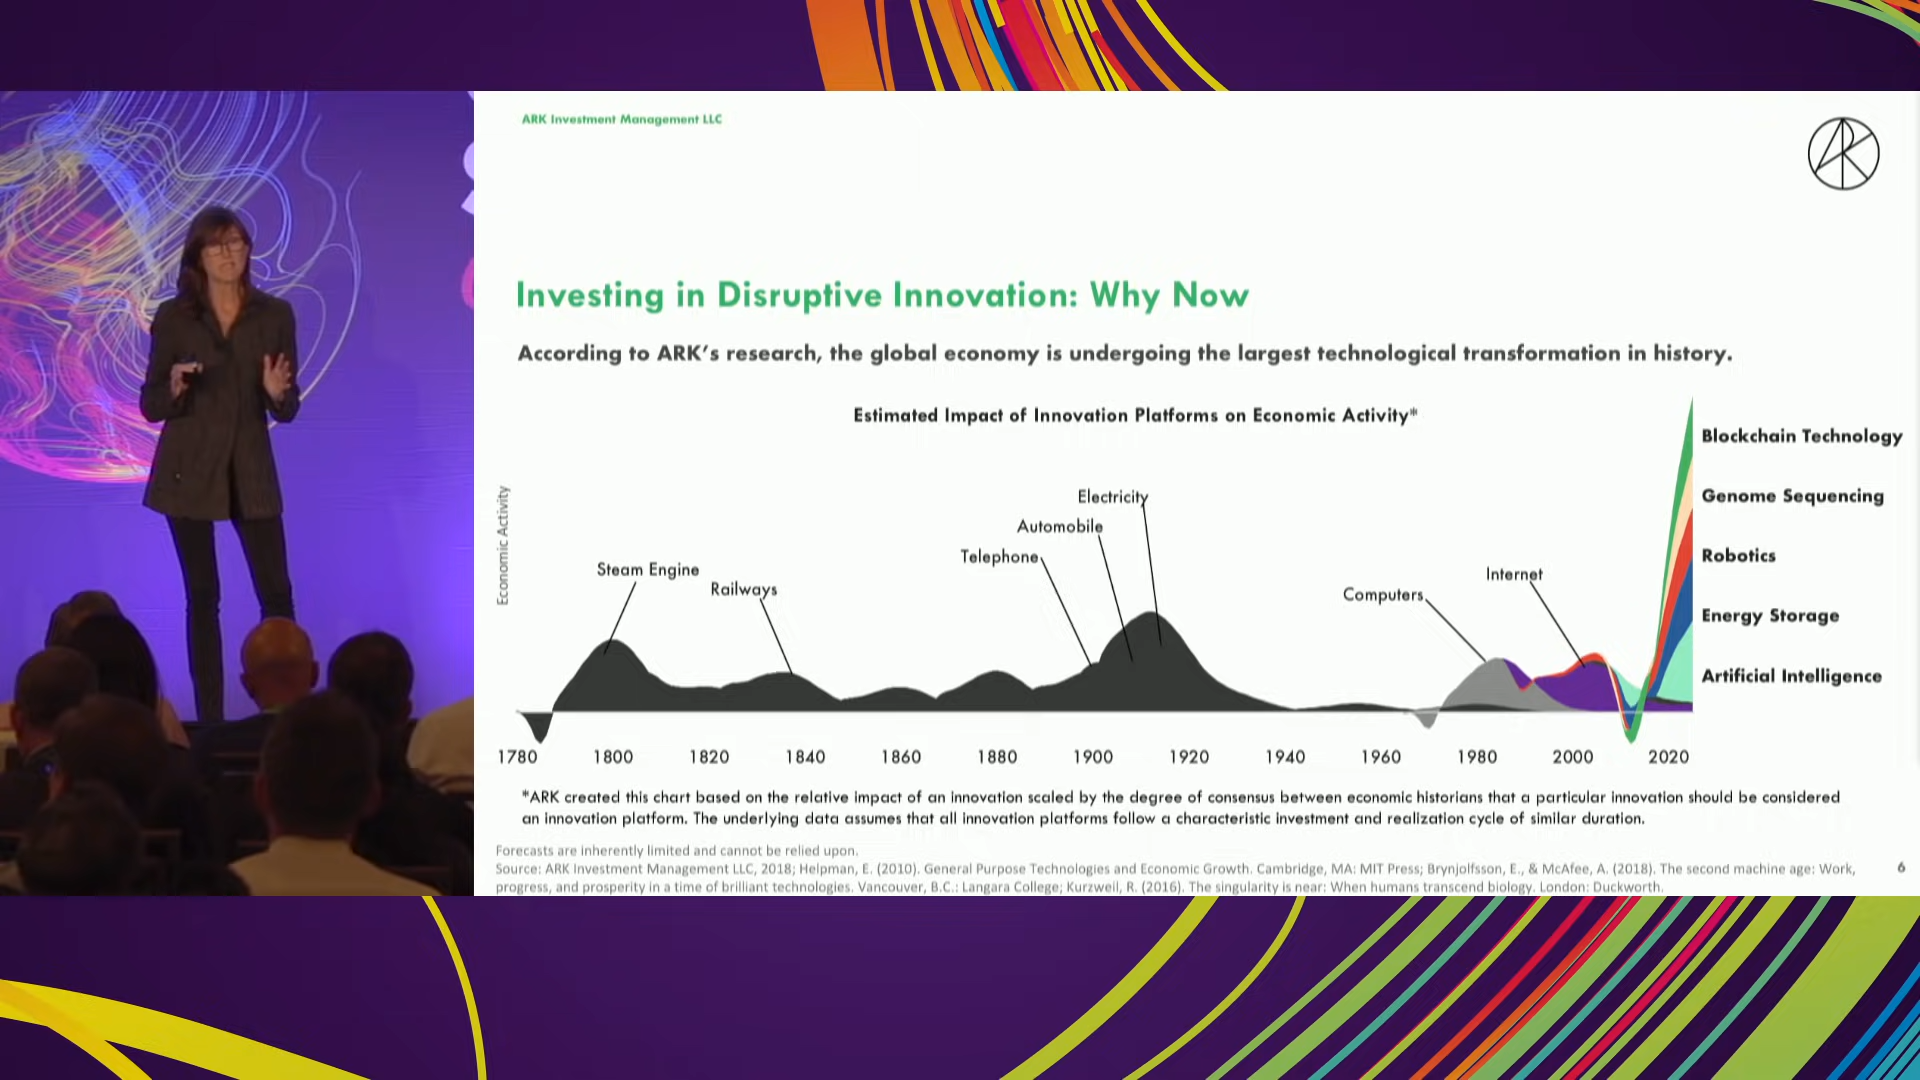 ARK Investment Management LLC
Investing in Disruptive Innovation: Why Now
According to ARK's research, the global economy is undergoing the largest technological transformation in history.
Estimated Impact of Innovation Platforms on Economic Activity*
Economic Activity
Steam Engine
Railways
Telephone
Automobile
Electricity
Computers
Internet
Blockchain Technology
Genome Sequencing
Robotics
Energy Storage
Artificial Intelligence
1780 1800 1820 1840 1860 1880 1900 1920 1940 1960 1980 2000 2020
*ARK created this chart based on the relative impact of an innovation scaled by the degree of consensus between economic historians that a particular innovation should be considered
an innovation platform. The underlying data assumes that all innovation platforms follow a characteristic investment and realization cycle of similar duration.
Forecasts are inherently limited and cannot be relied upon.
Source: ARK Investment Management LLC, 2018; Helpman, E. (2010). General Purpose Technologies and Economic Growth. Cambridge, MA: MIT Press; Brynjolfsson, E., & McAfee, A. (2018). The second machine age: Work,
progress, and prosperity in a time of brilliant technologies. Vancouver, B.C.: Langara College; Kurzweil, R. (2016). The singularity is near: When humans transcend biology. London: Duckworth.
6